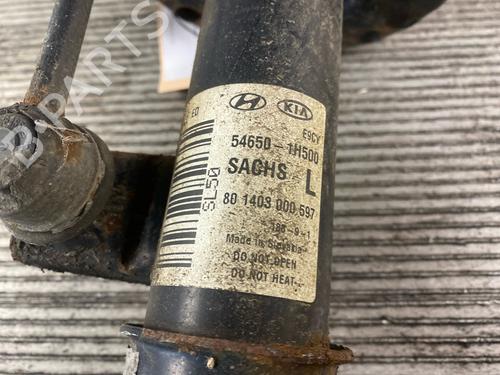 B-PARTS
ED
KIA
E9CY
54650-1H500
SACHS L
80 1403 000 597
SL50
Made in Slovakia
DO NOT OPEN
DO NOT HEAT